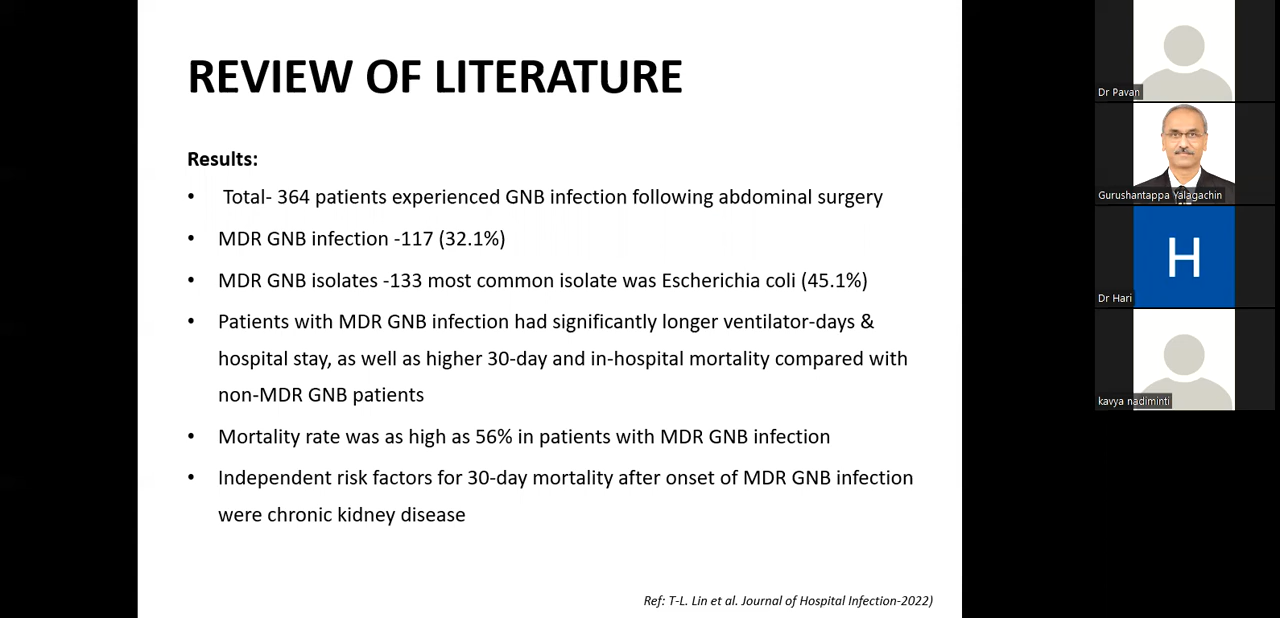 REVIEW OF LITERATURE
Results:
• Total- 364 patients experienced GNB infection following abdominal surgery
• MDR GNB infection -117 (32.1%)
• MDR GNB isolates -133 most common isolate was Escherichia coli (45.1%)
• Patients with MDR GNB infection had significantly longer ventilator-days &
hospital stay, as well as higher 30-day and in-hospital mortality compared with
non-MDR GNB patients
• Mortality rate was as high as 56% in patients with MDR GNB infection
• Independent risk factors for 30-day mortality after onset of MDR GNB infection
were chronic kidney disease
Ref: T-L. Lin et al. Journal of Hospital Infection-2022)
Dr Pavan
Gurushantappa Yalagachin
H
Dr Hari
kavya nadiminti